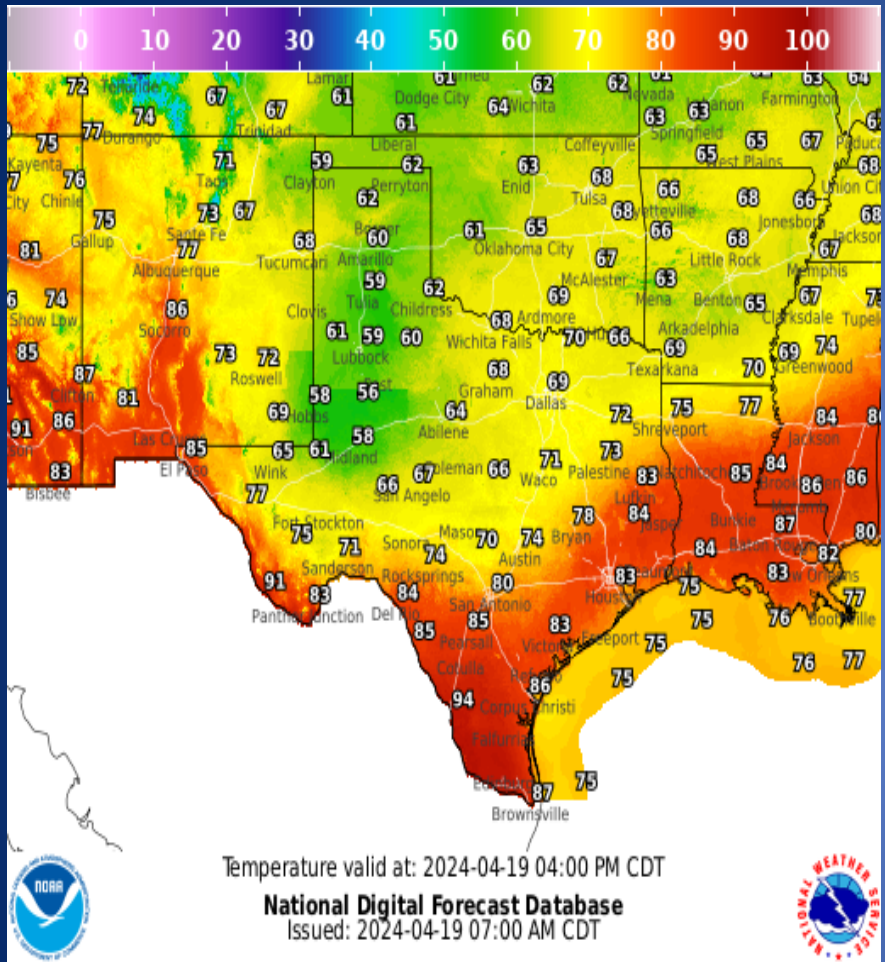 0 10 20 30 40 50 60 70 80 90 100
72 Telluride 67 61 Lamar 61 62 62 61 63 64
Dodge City 64 Wichita Nevada Lebanon Farmington
74 67 61 63 63
77 Durango Trinidad Liberal Coffeyville Springfield 65 67 Paducah
75 Kayenta 71 59 62 63 65 West Plains 68
76 Taos Clayton Perryton Enid 68 66 Union City
City Chinle 62 Tulsa 68 66
75 73 67 68 Fayetteville Jonesboro 68
Gallup Sante Fe Borger 61 65 66 68 Jackson
81 77 68 60 Oklahoma City 67
Albuquerque Tucumcari Amarillo 67 Little Rock Memphis
74 59 62 McAlester 63
Show Low 86 Clovis Tulia Childress 69 Mena Benton 65 67
Socorro 61 59 60 68 Ardmore Arkadelphia Clarksdale Tupelo
85 73 72 Lubbock Wichita Falls 70 66 69 69 74
87 Roswell Post 68 Texarkana 70 Greenwood
Clifton 81 58 56 Graham 69
91 86 69 Hobbs 64 Dallas 72 75 77 84
Las Cruces 58 Abilene Shreveport Jackson
83 85 65 61 Midland 71 73
Bisbee El Paso Wink 66 67 Coleman 66 Waco Palestine 83 Natchitoches 85 84 86 86
77 San Angelo Lufkin Brookhaven
Fort Stockton 78 84 Jasper Bunkie Mccomb
75 71 Sonora Mason 70 74 Bryan 87 80
Sanderson 74 Austin 84 Baton Rouge 82
91 83 Rocksprings 80 83 Beaumont 83 New Orleans
Panther Junction 84 San Antonio Houston 75 77
Del Rio 85 85 83 75 76 Boothville
Pearsall Victoria Freeport 75
Cotulla Refugio 75 76 77
94 86
Corpus Christi
Falfurrias
75
87
Brownsville
Temperature valid at: 2024-04-19 04:00 PM CDT
National Digital Forecast Database
Issued: 2024-04-19 07:00 AM CDT
NOAA
NATIONAL WEATHER SERVICE